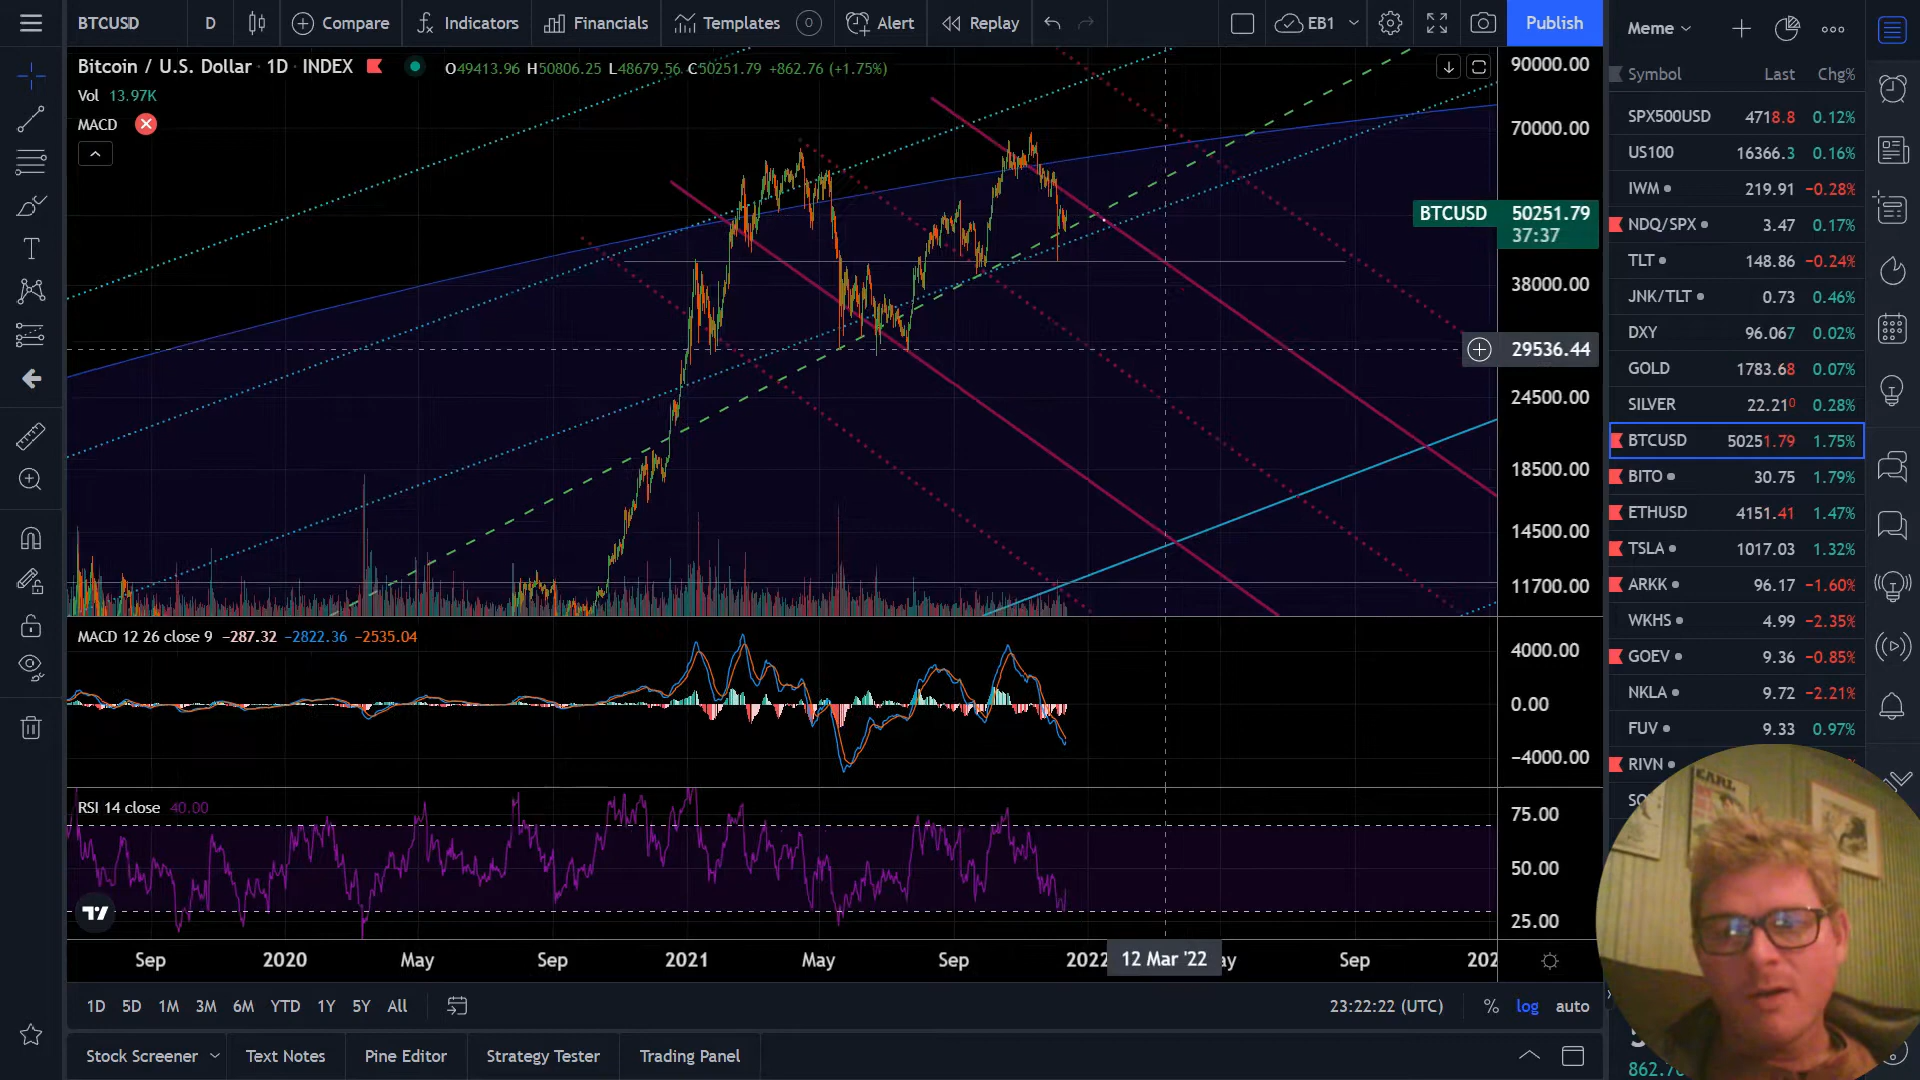 BTCUSD D Compare Indicators Financials Templates Alert Replay EB1 Publish
Bitcoin / U.S. Dollar · 1D · INDEX O49413.96 H50806.25 L48679.56 C50251.79 +862.76 (+1.75%)
Vol 13.97K
MACD
90000.00
70000.00
BTCUSD 50251.79
37:37
38000.00
29536.44
24500.00
18500.00
14500.00
11700.00
MACD 12 26 close 9 −287.32 −2822.36 −2535.04
4000.00
0.00
−4000.00
RSI 14 close 40.00
75.00
50.00
25.00
Sep 2020 May Sep 2021 May Sep 2022 12 Mar '22 ay Sep 202
1D 5D 1M 3M 6M YTD 1Y 5Y All 23:22:22 (UTC) % log auto
Stock Screener Text Notes Pine Editor Strategy Tester Trading Panel
Meme
Symbol Last Chg%
SPX500USD 4718.8 0.12%
US100 16366.3 0.16%
IWM 219.91 −0.28%
NDQ/SPX 3.47 0.17%
TLT 148.86 −0.24%
JNK/TLT 0.73 0.46%
DXY 96.067 0.02%
GOLD 1783.68 0.07%
SILVER 22.210 0.28%
BTCUSD 50251.79 1.75%
BITO 30.75 1.79%
ETHUSD 4151.41 1.47%
TSLA 1017.03 1.32%
ARKK 96.17 −1.60%
WKHS 4.99 −2.35%
GOEV 9.36 −0.85%
NKLA 9.72 −2.21%
FUV 9.33 0.97%
RIVN